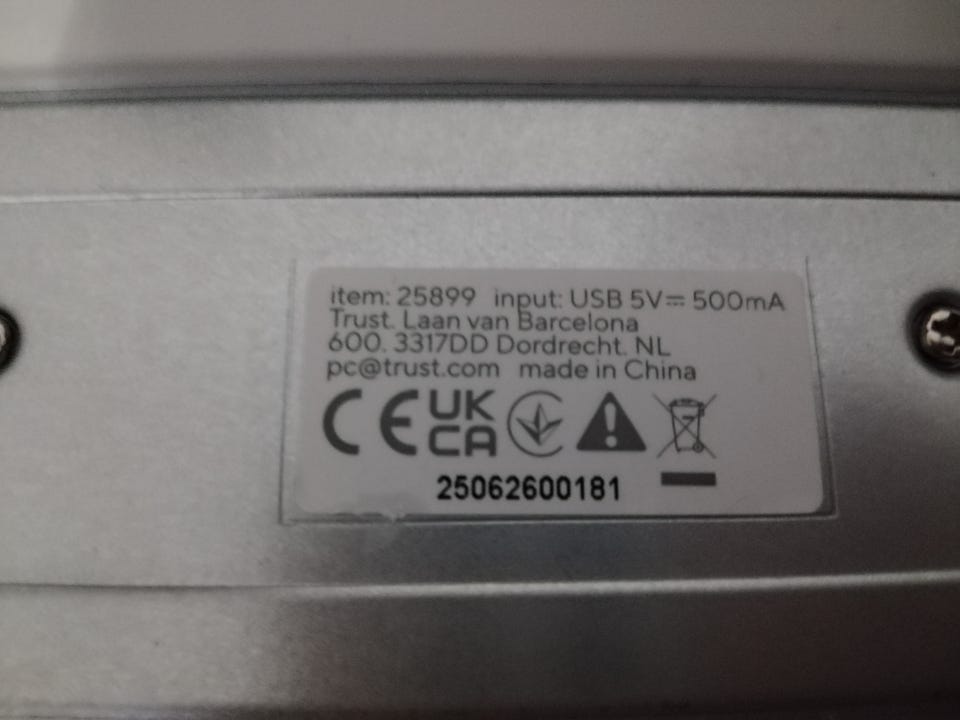 item: 25899 input: USB 5V⎓ 500mA
Trust. Laan van Barcelona
600. 3317DD Dordrecht. NL
pc@trust.com made in China
CE UK
CA
25062600181